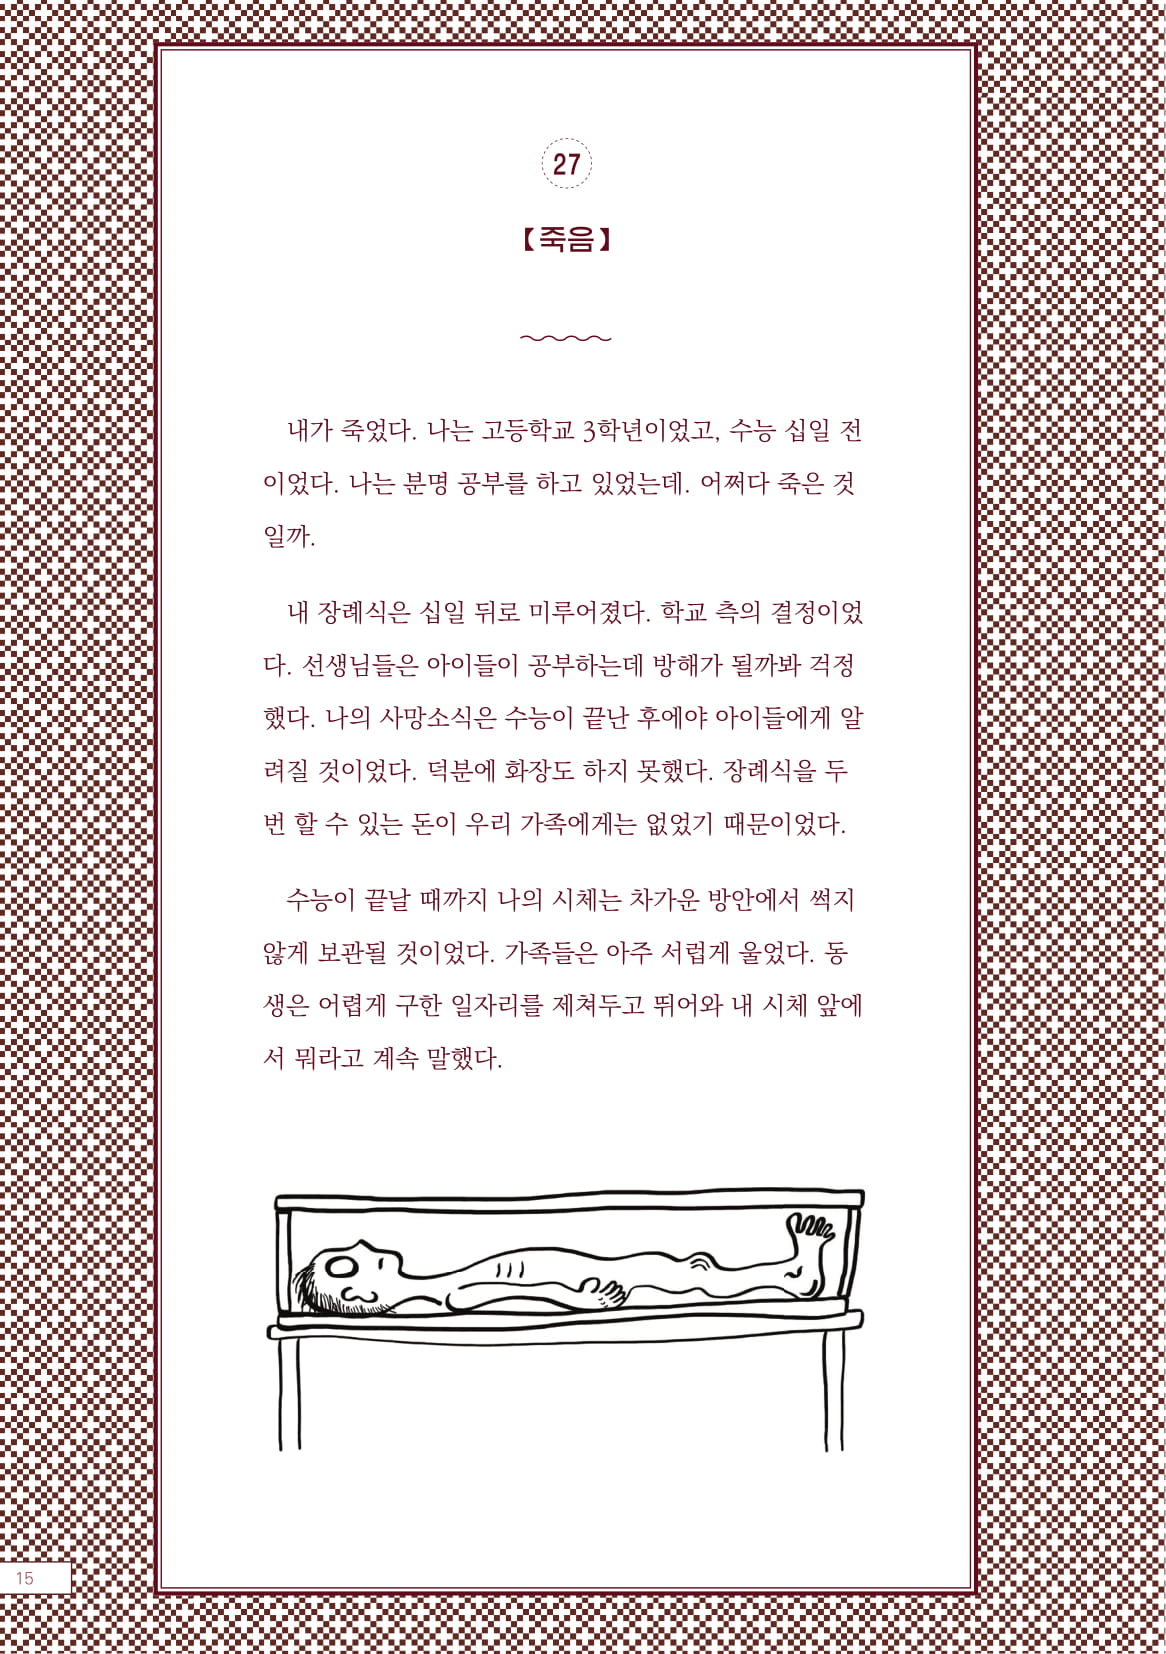 27
【죽음】
내가 죽었다. 나는 고등학교 3학년이었고, 수능 십일 전
이었다. 나는 분명 공부를 하고 있었는데. 어쩌다 죽은 것
일까.
내 장례식은 십일 뒤로 미루어졌다. 학교 측의 결정이었
다. 선생님들은 아이들이 공부하는데 방해가 될까봐 걱정
했다. 나의 사망소식은 수능이 끝난 후에야 아이들에게 알
려질 것이었다. 덕분에 화장도 하지 못했다. 장례식을 두
번 할 수 있는 돈이 우리 가족에게는 없었기 때문이었다.
수능이 끝날 때까지 나의 시체는 차가운 방안에서 썩지
않게 보관될 것이었다. 가족들은 아주 서럽게 울었다. 동
생은 어렵게 구한 일자리를 제쳐두고 뛰어와 내 시체 앞에
서 뭐라고 계속 말했다.
15